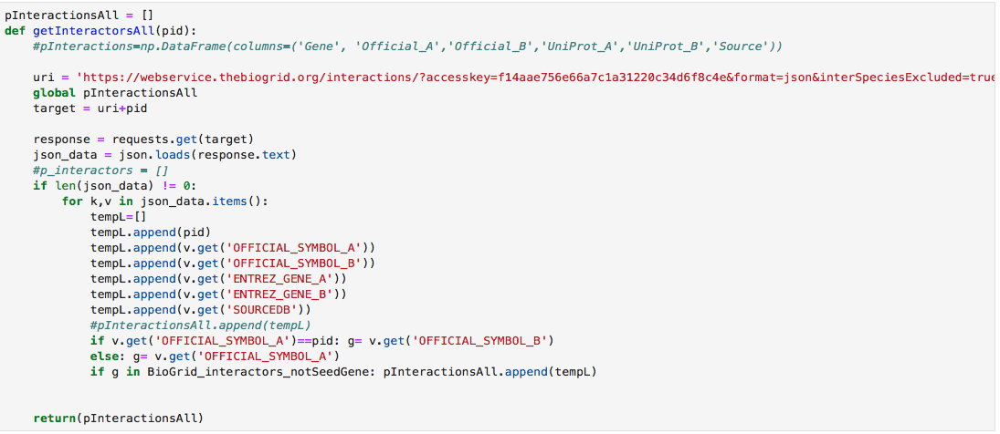 pInteractionsAll = []
def getInteractorsAll(pid):
    #pInteractions=np.DataFrame(columns=('Gene', 'Official_A','Official_B','UniProt_A','UniProt_B','Source'))
    uri = 'https://webservice.thebiogrid.org/interactions/?accesskey=f14aae756e66a7c1a31220c34d6f8c4e&format=json&interSpeciesExcluded=true
    global pInteractionsAll
    target = uri+pid
    response = requests.get(target)
    json_data = json.loads(response.text)
    #p_interactors = []
    if len(json_data) != 0:
        for k,v in json_data.items():
            tempL=[]
            tempL.append(pid)
            tempL.append(v.get('OFFICIAL_SYMBOL_A'))
            tempL.append(v.get('OFFICIAL_SYMBOL_B'))
            tempL.append(v.get('ENTREZ_GENE_A'))
            tempL.append(v.get('ENTREZ_GENE_B'))
            tempL.append(v.get('SOURCEDB'))
            #pInteractionsAll.append(tempL)
            if v.get('OFFICIAL_SYMBOL_A')==pid: g= v.get('OFFICIAL_SYMBOL_B')
            else: g= v.get('OFFICIAL_SYMBOL_A')
            if g in BioGrid_interactors_notSeedGene: pInteractionsAll.append(tempL)
    return(pInteractionsAll)